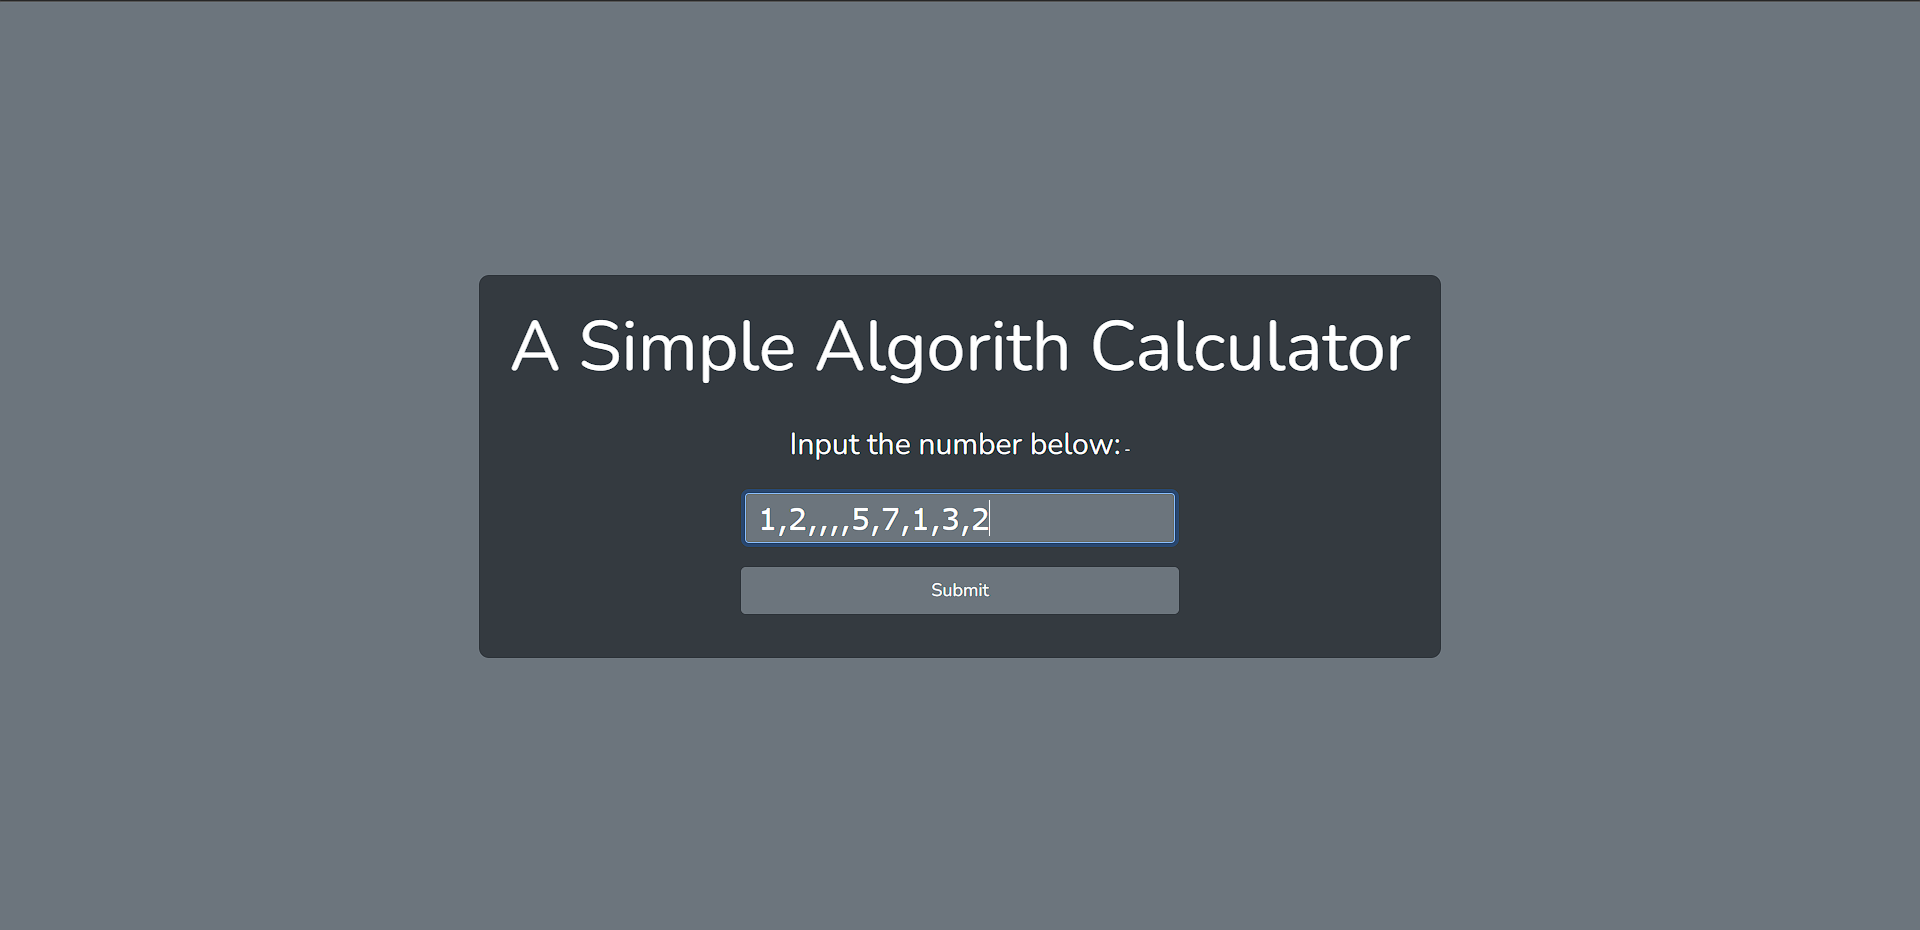 A Simple Algorith Calculator
Input the number below: -
1,2,,,,5,7,1,3,2
Submit